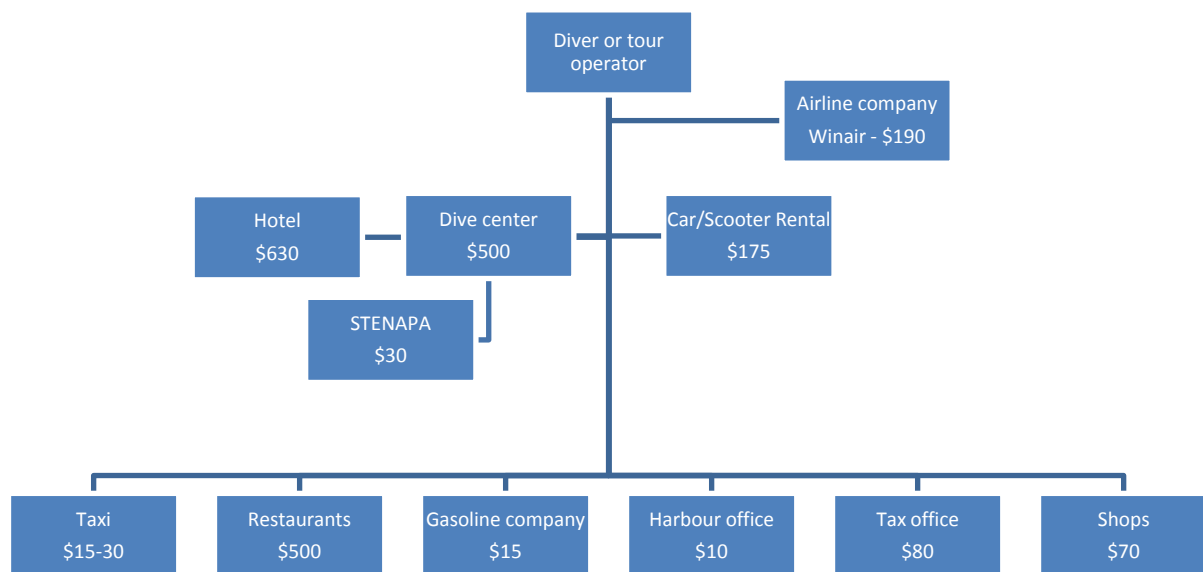 Diver or tour
operator
Airline company
Winair - $190
Hotel
$630
Dive center
$500
Car/Scooter Rental
$175
STENAPA
$30
Taxi
$15-30
Restaurants
$500
Gasoline company
$15
Harbour office
$10
Tax office
$80
Shops
$70